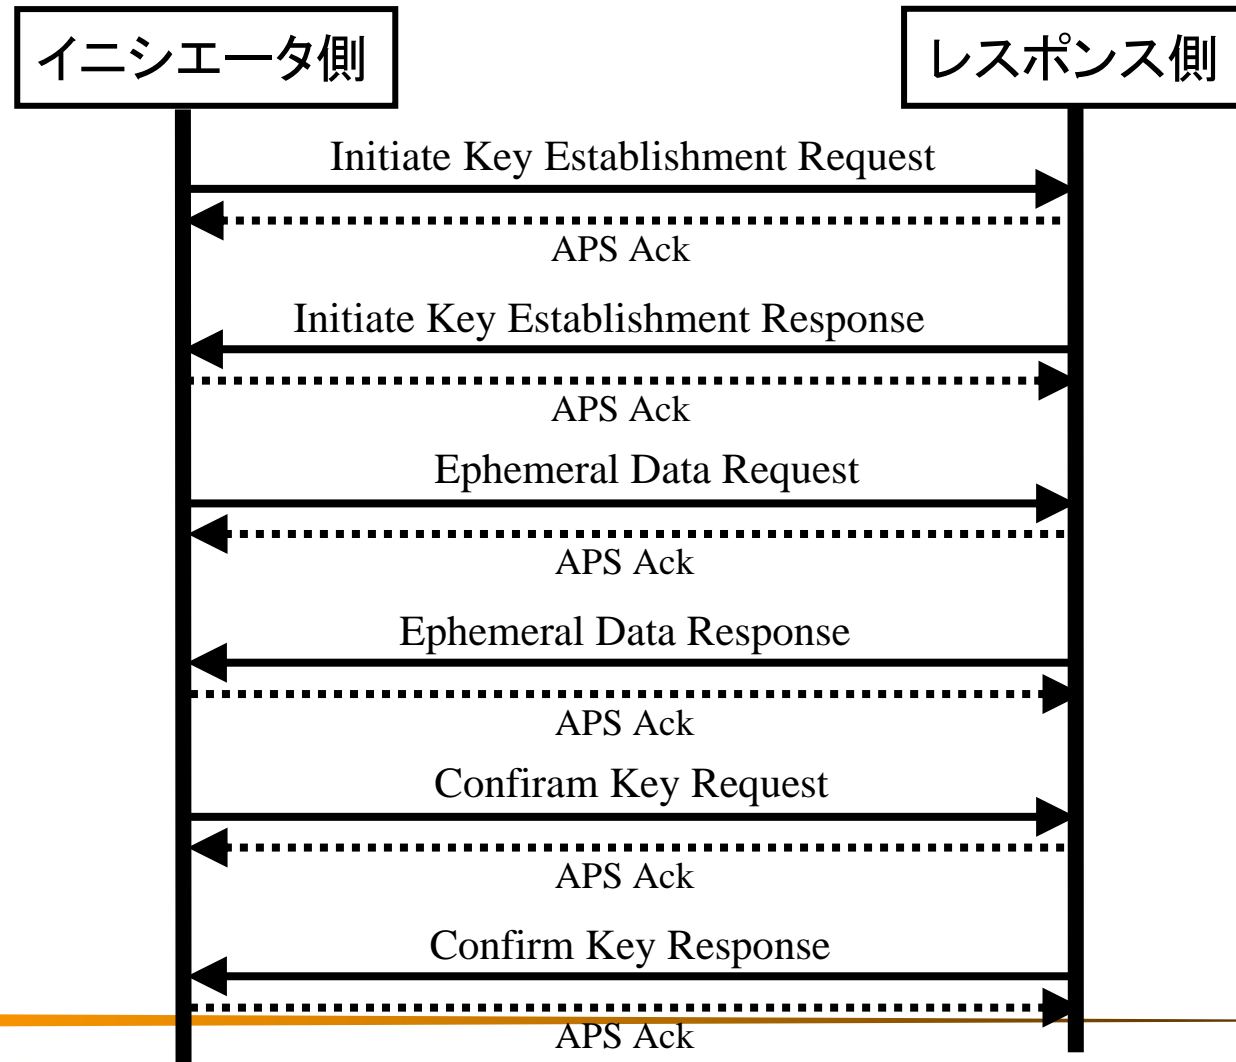 イニシエータ側
レスポンス側
Initiate Key Establishment Request
APS Ack
Initiate Key Establishment Response
APS Ack
Ephemeral Data Request
APS Ack
Ephemeral Data Response
APS Ack
Confiram Key Request
APS Ack
Confirm Key Response
APS Ack